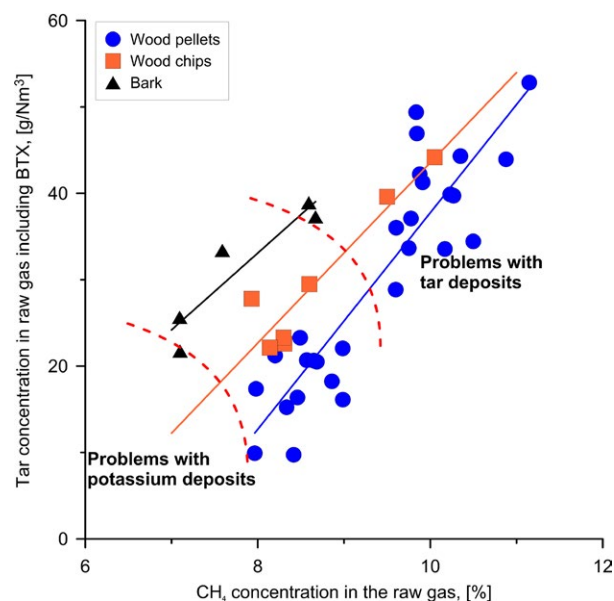 60
Wood pellets
Wood chips
Bark
40
20
0
Tar concentration in raw gas including BTX, [g/Nm³]
Problems with
tar deposits
Problems with
potassium deposits
6
8
10
12
CH₄ concentration in the raw gas, [%]